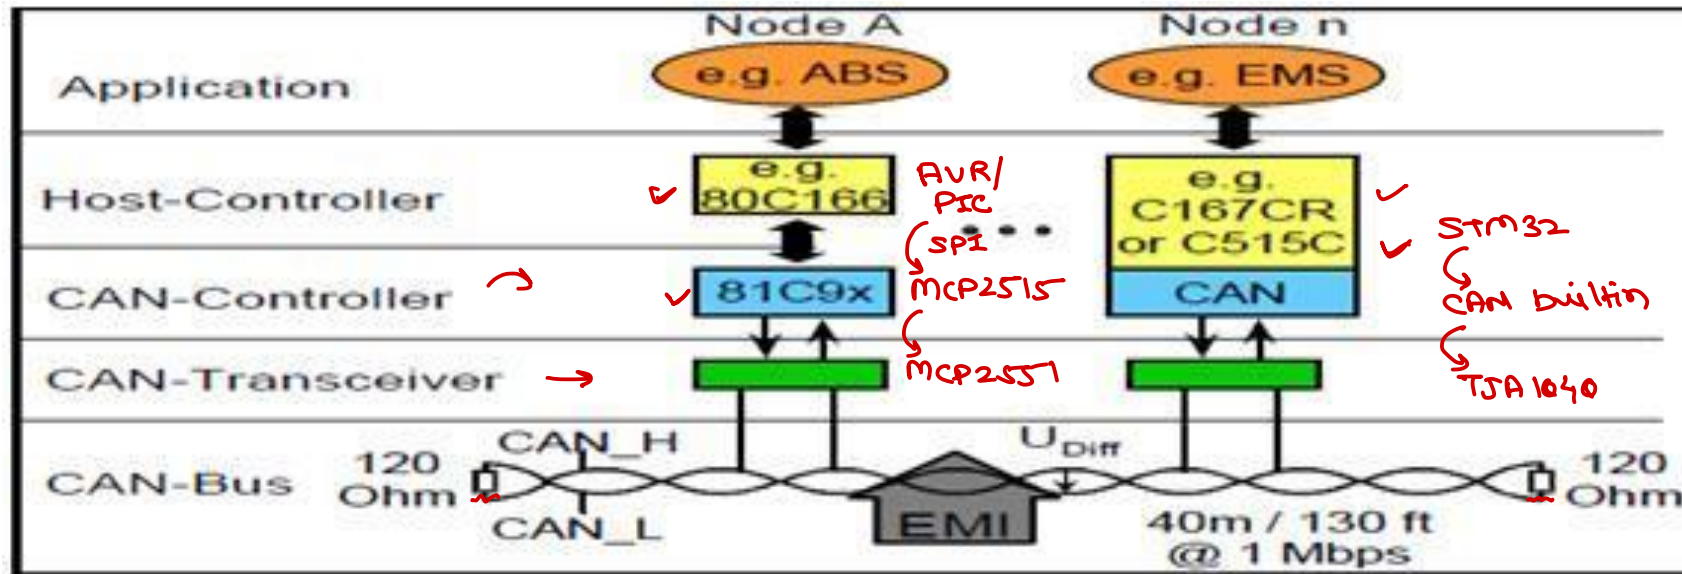 Node A
Node n
Application
e.g. ABS
e.g. EMS
Host-Controller
e.g.
80C166
AVR/
PIC
SPI
...
e.g.
C167CR
or C515C
STM32
CAN-Controller
81C9x
MCP2515
CAN
CAN builtin
CAN-Transceiver
MCP2551
TJA1040
CAN-Bus
120
Ohm
CAN_H
CAN_L
EMI
UDiff
40m / 130 ft
@ 1 Mbps
120
Ohm